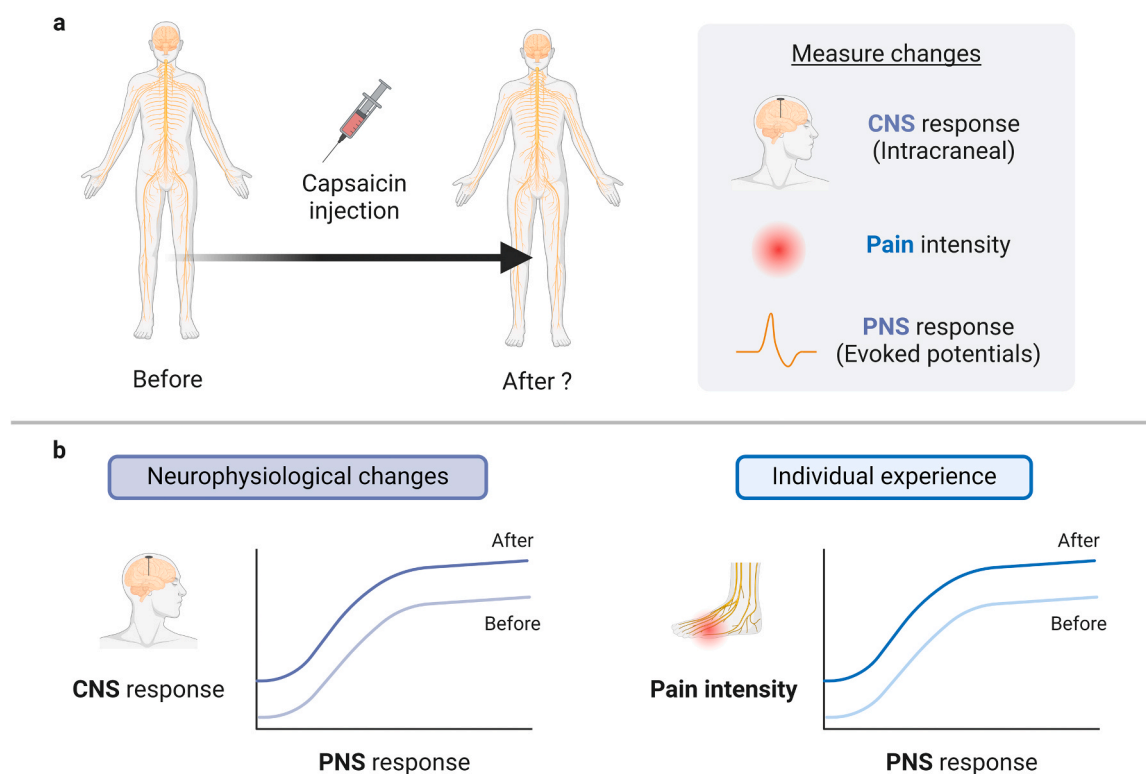 a
Capsaicin
injection
Before
After ?
Measure changes
CNS response
(Intracraneal)
Pain intensity
PNS response
(Evoked potentials)
b
Neurophysiological changes
CNS response
After
Before
PNS response
Individual experience
Pain intensity
After
Before
PNS response